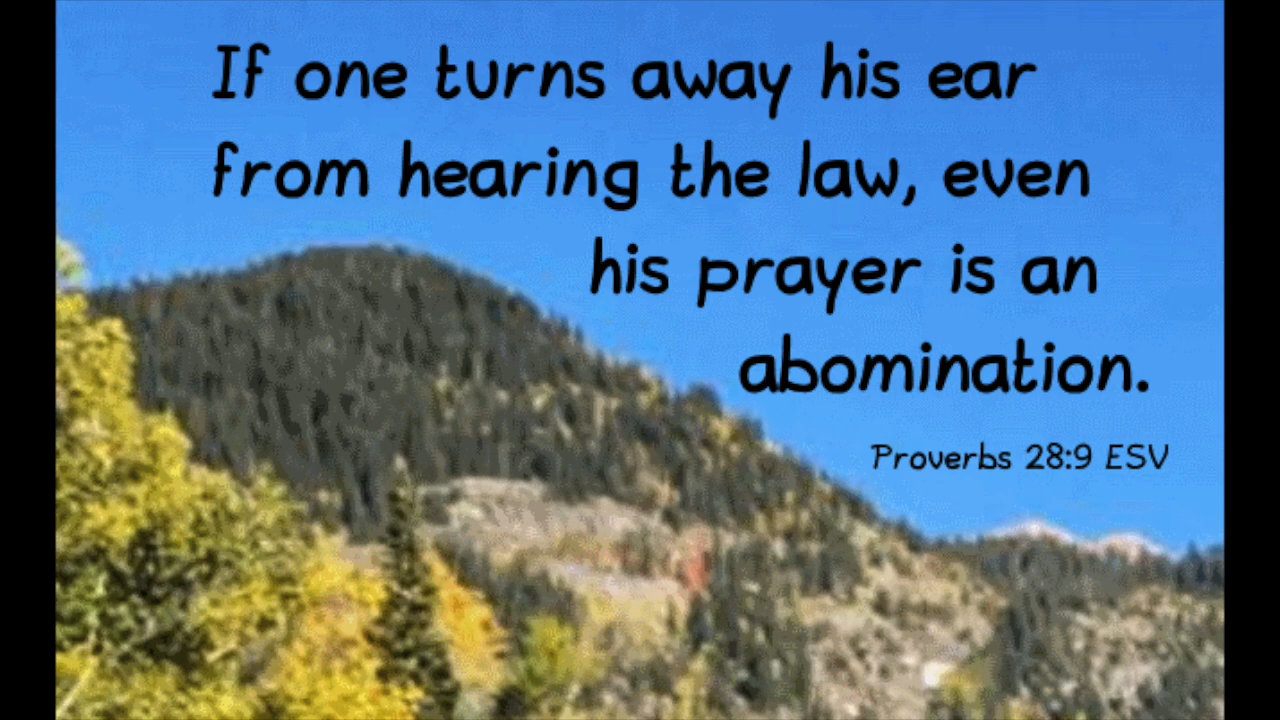 If one turns away his ear
from hearing the law, even
his prayer is an
abomination.
Proverbs 28:9 ESV